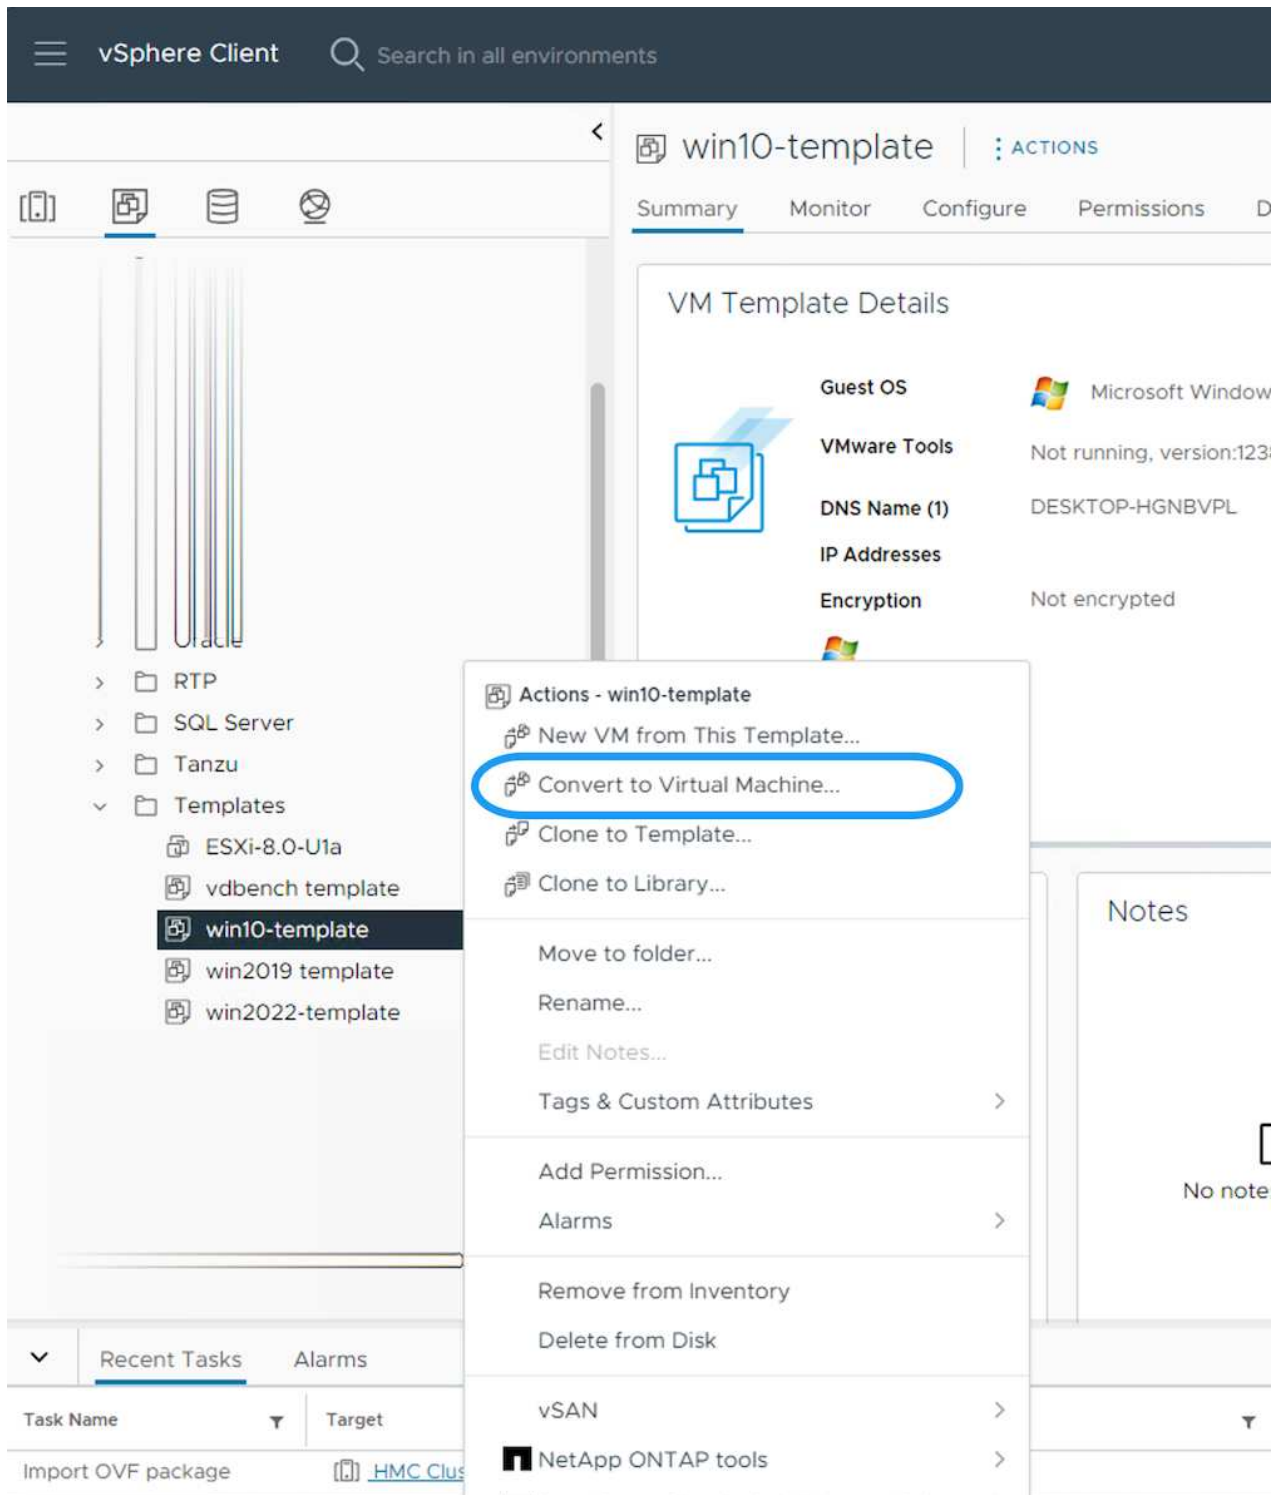 vSphere Client
Search in all environments
win10-template
ACTIONS
Summary Monitor Configure Permissions D
VM Template Details
Guest OS Microsoft Window
VMware Tools Not running, version:123
DNS Name (1) DESKTOP-HGNBVPL
IP Addresses
Encryption Not encrypted
Oracle
RTP
SQL Server
Tanzu
Templates
ESXi-8.0-U1a
vdbench template
win10-template
win2019 template
win2022-template
Actions - win10-template
New VM from This Template...
Convert to Virtual Machine...
Clone to Template...
Clone to Library...
Move to folder...
Rename...
Edit Notes...
Tags & Custom Attributes
Add Permission...
Alarms
Remove from Inventory
Delete from Disk
vSAN
NetApp ONTAP tools
Notes
No note
Recent Tasks Alarms
Task Name Target
Import OVF package HMC Clus